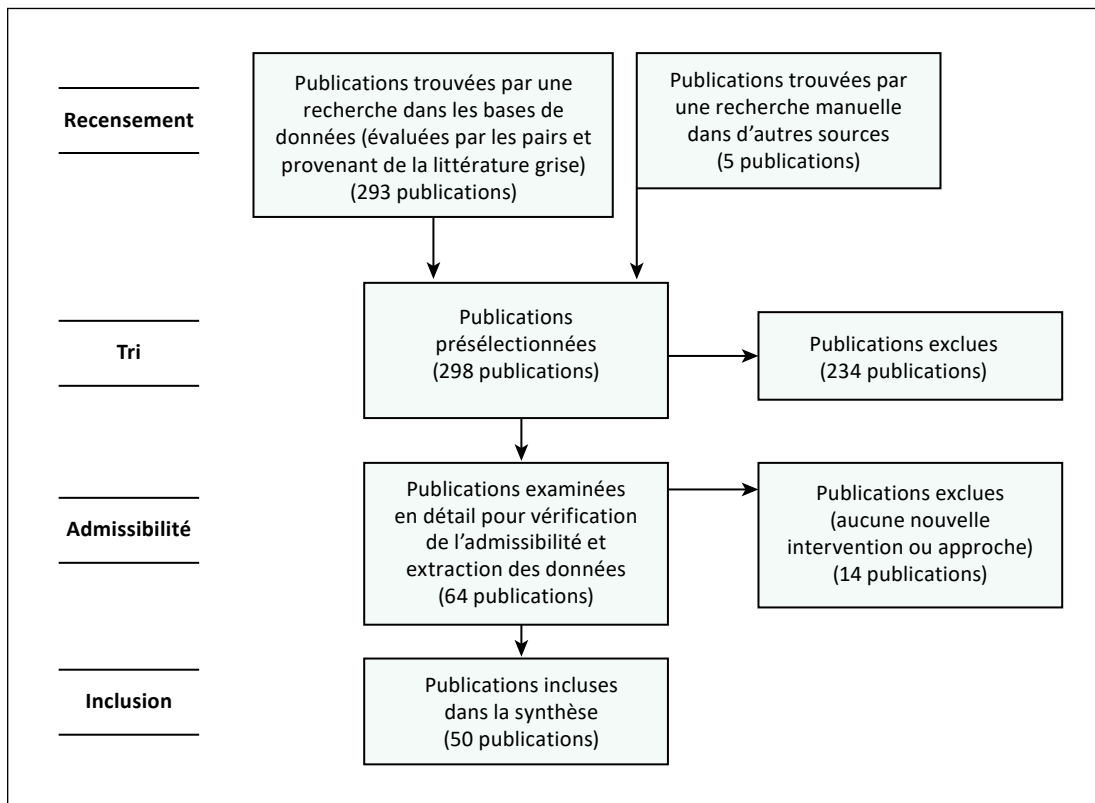 Recensement
Publications trouvées par une
recherche dans les bases de
données (évaluées par les pairs et
provenant de la littérature grise)
(293 publications)
Publications trouvées par
une recherche manuelle
dans d’autres sources
(5 publications)
Tri
Publications
présélectionnées
(298 publications)
Publications exclues
(234 publications)
Admissibilité
Publications examinées
en détail pour vérification
de l’admissibilité et
extraction des données
(64 publications)
Publications exclues
(aucune nouvelle
intervention ou approche)
(14 publications)
Inclusion
Publications incluses
dans la synthèse
(50 publications)